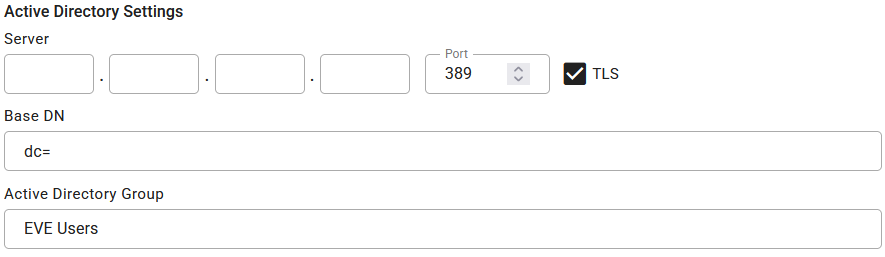 Active Directory Settings
Server
. . . Port 389 TLS
Base DN
dc=
Active Directory Group
EVE Users